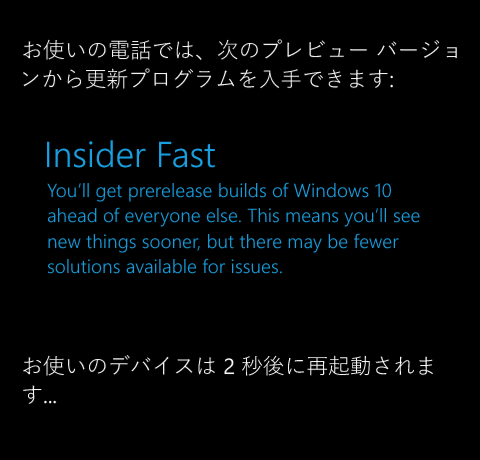 お使いの電話では、次のプレビュー バージョ
ンから更新プログラムを入手できます:
Insider Fast
You'll get prerelease builds of Windows 10
ahead of everyone else. This means you'll see
new things sooner, but there may be fewer
solutions available for issues.
お使いのデバイスは 2 秒後に再起動されま
す...